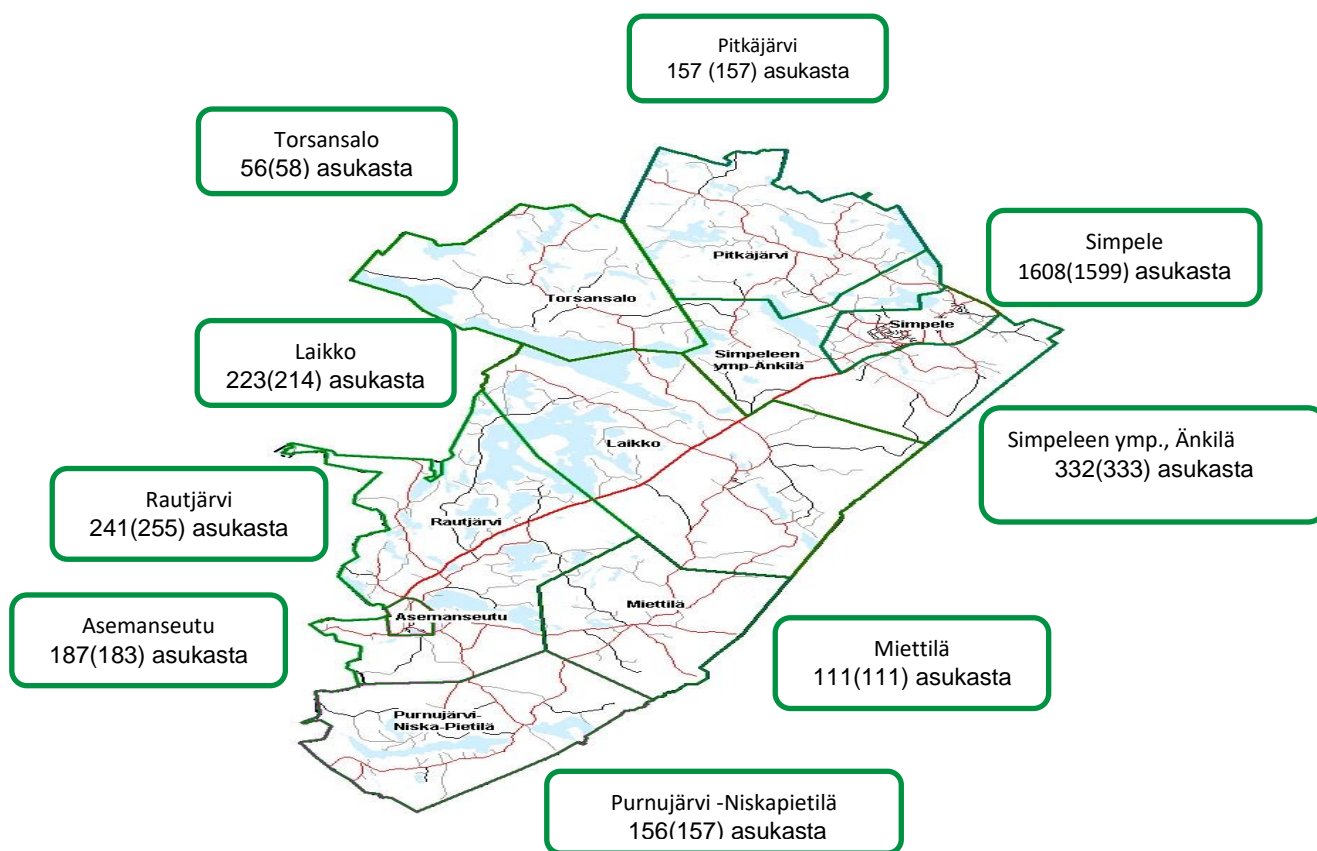 Pitkäjärvi
157 (157) asukasta
Torsansalo
56(58) asukasta
Simpele
1608(1599) asukasta
Laikko
223(214) asukasta
Simpeleen ymp., Änkilä
332(333) asukasta
Rautjärvi
241(255) asukasta
Asemanseutu
187(183) asukasta
Miettilä
111(111) asukasta
Purnujärvi -Niskapietilä
156(157) asukasta
Pitkäjärvi
Torsansalo
Simpele
Simpeleen
ymp-Änkilä
Laikko
Rautjärvi
Miettilä
Asemanseutu
Purnujärvi-
Niska-Pietilä